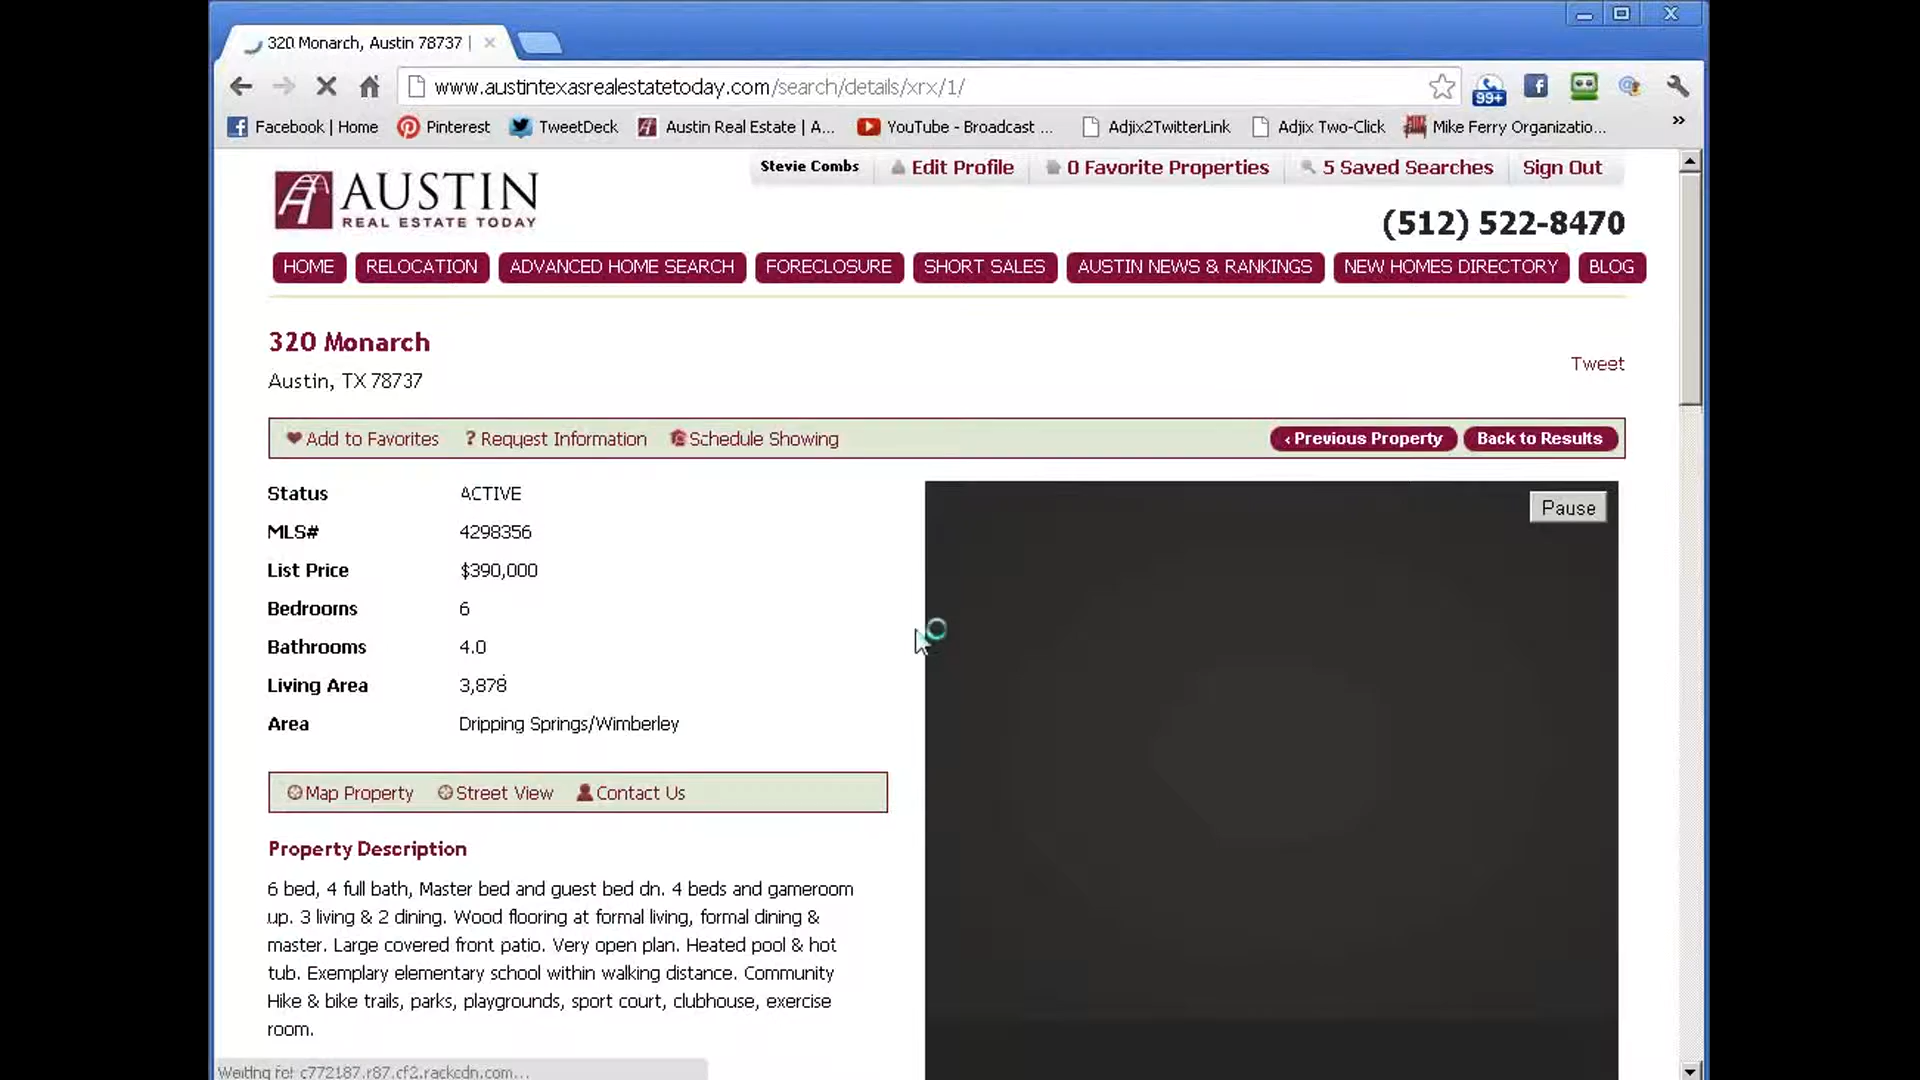 320 Monarch, Austin 78737 |
www.austintexasrealestatetoday.com/search/details/xrx/1/
99+
Facebook | Home
Pinterest
TweetDeck
Austin Real Estate | A...
YouTube - Broadcast ...
Adjix2TwitterLink
Adjix Two-Click
Mike Ferry Organizatio...
»
Stevie Combs
Edit Profile
0 Favorite Properties
5 Saved Searches
Sign Out
AUSTIN
REAL ESTATE TODAY
(512) 522-8470
HOME
RELOCATION
ADVANCED HOME SEARCH
FORECLOSURE
SHORT SALES
AUSTIN NEWS & RANKINGS
NEW HOMES DIRECTORY
BLOG
320 Monarch
Austin, TX 78737
Tweet
Add to Favorites
? Request Information
Schedule Showing
‹ Previous Property
Back to Results
Status ACTIVE
MLS# 4298356
List Price $390,000
Bedrooms 6
Bathrooms 4.0
Living Area 3,878
Area Dripping Springs/Wimberley
Pause
Map Property
Street View
Contact Us
Property Description
6 bed, 4 full bath, Master bed and guest bed dn. 4 beds and gameroom
up. 3 living & 2 dining. Wood flooring at formal living, formal dining &
master. Large covered front patio. Very open plan. Heated pool & hot
tub. Exemplary elementary school within walking distance. Community
Hike & bike trails, parks, playgrounds, sport court, clubhouse, exercise
room.
Waiting for c772187.r87.cf2.rackcdn.com...